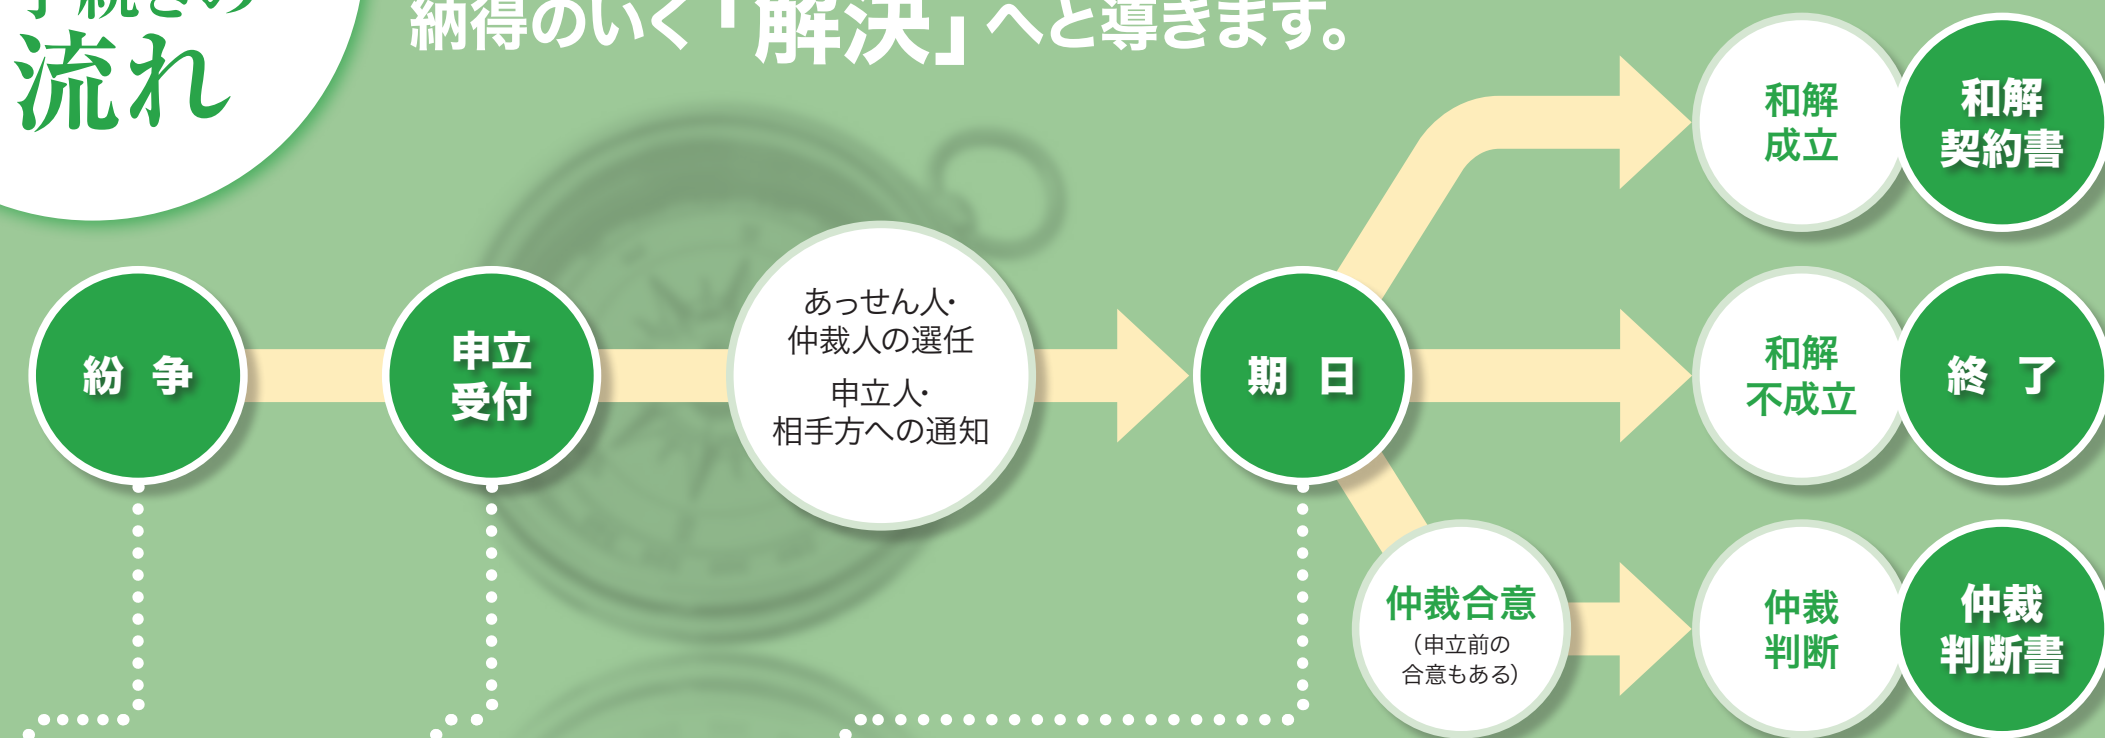 手続きの
流れ
納得のいく「解決」へと導きます。
紛 争
申立
受付
あっせん人・
仲裁人の選任
申立人・
相手方への通知
期 日
和解
成立
和解
契約書
和解
不成立
終 了
仲裁合意
（申立前の
合意もある）
仲裁
判断
仲裁
判断書